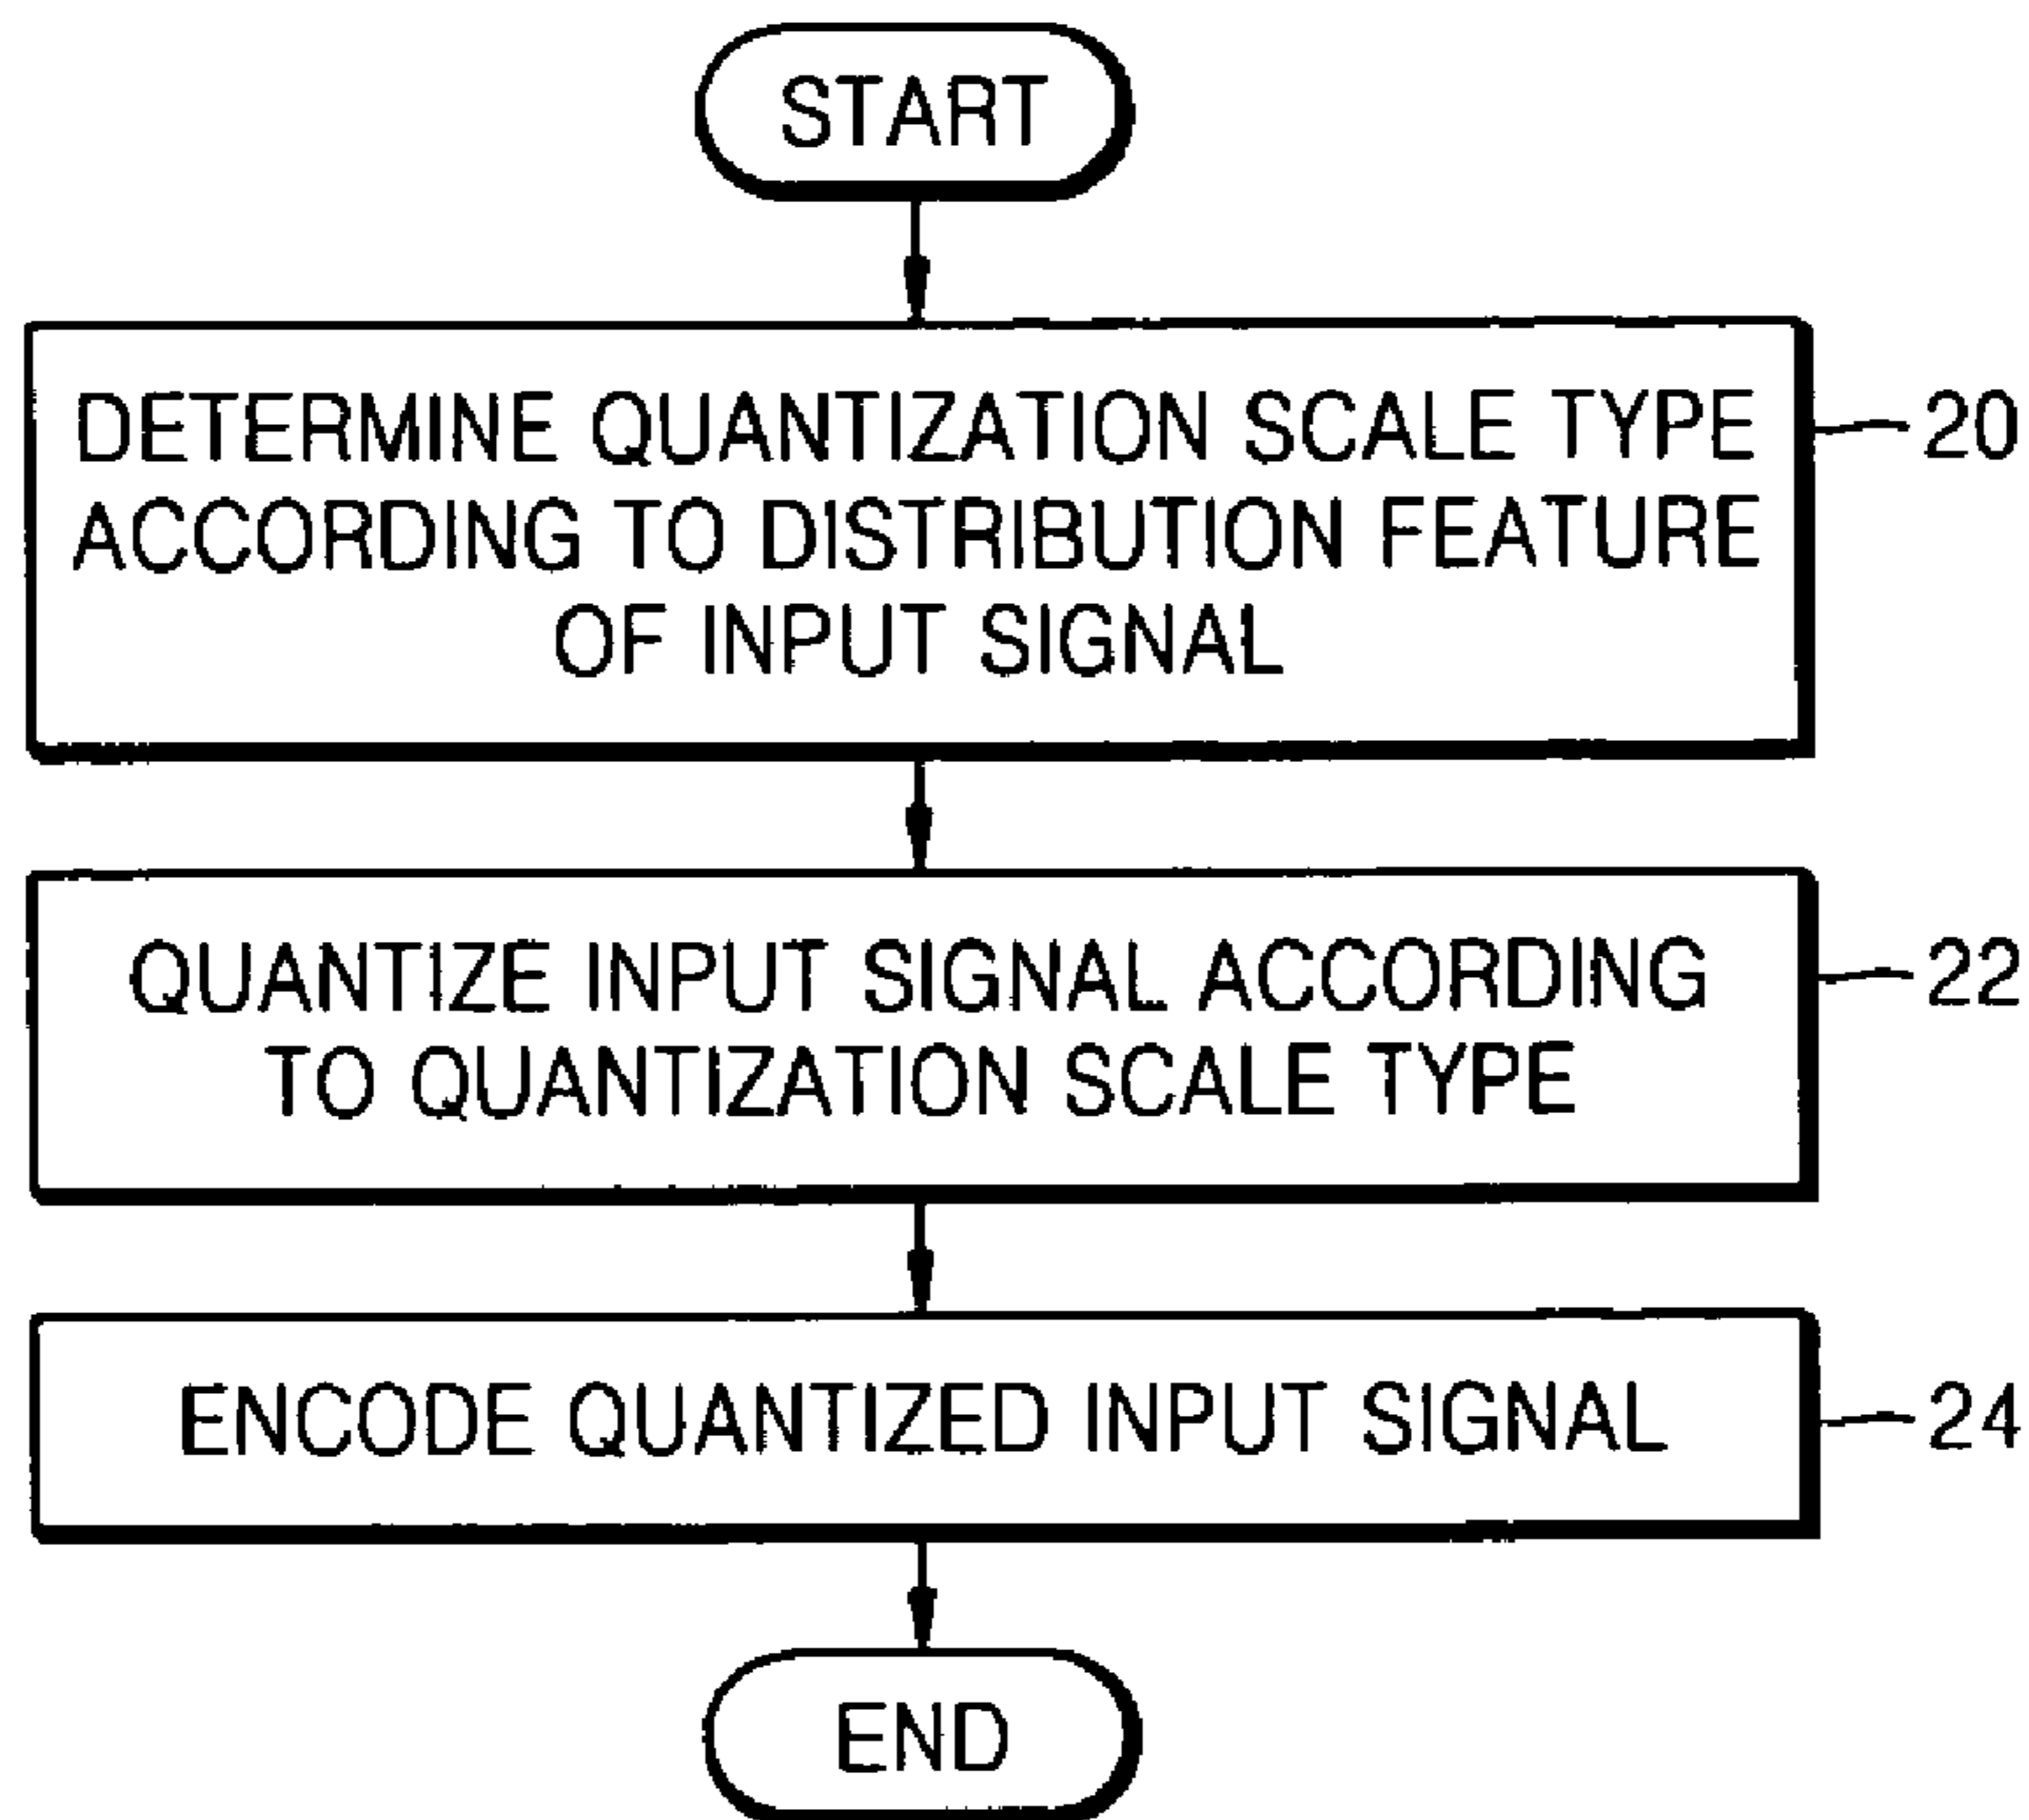 START
DETERMINE QUANTIZATION SCALE TYPE
ACCORDING TO DISTRIBUTION FEATURE
OF INPUT SIGNAL
20
QUANTIZE INPUT SIGNAL ACCORDING
TO QUANTIZATION SCALE TYPE
22
ENCODE QUANTIZED INPUT SIGNAL
24
END